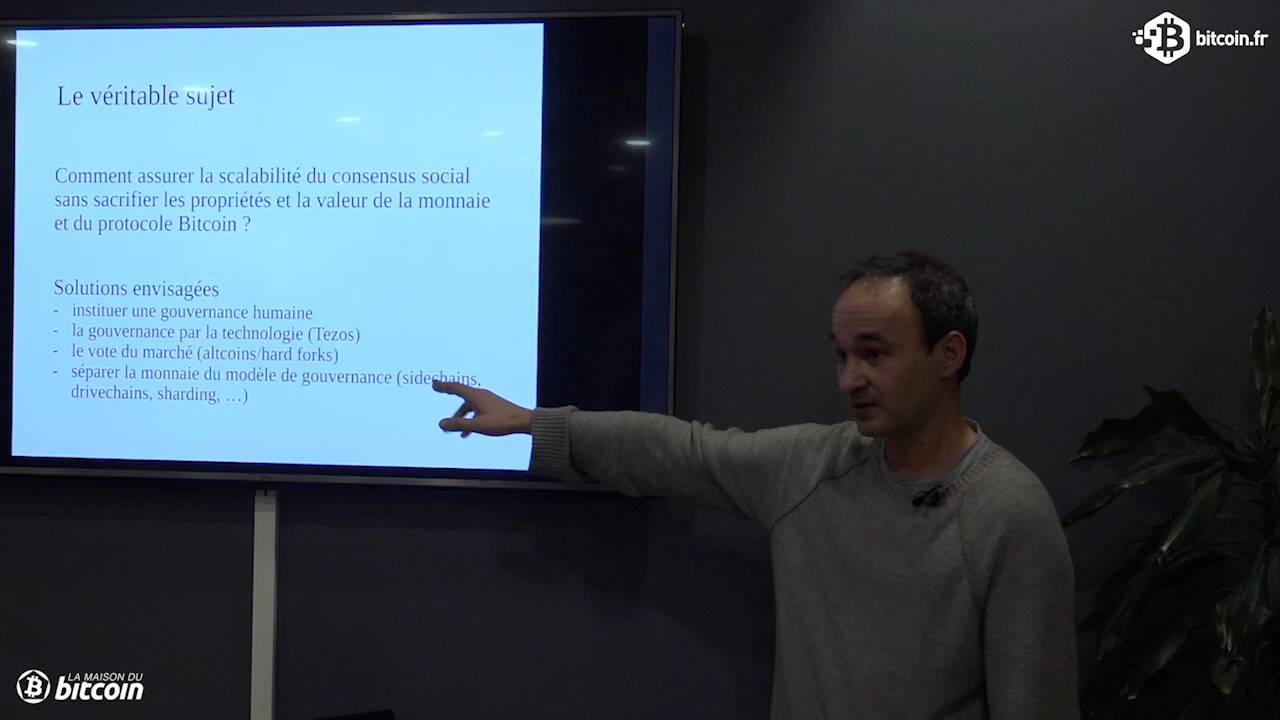 bitcoin.fr
Le véritable sujet
Comment assurer la scalabilité du consensus social
sans sacrifier les propriétés et la valeur de la monnaie
et du protocole Bitcoin ?
Solutions envisagées
- instituer une gouvernance humaine
- la gouvernance par la technologie (Tezos)
- le vote du marché (altcoins/hard forks)
- séparer la monnaie du modèle de gouvernance (sidechains,
drivechains, sharding, …)
LA MAISON DU
bitcoin